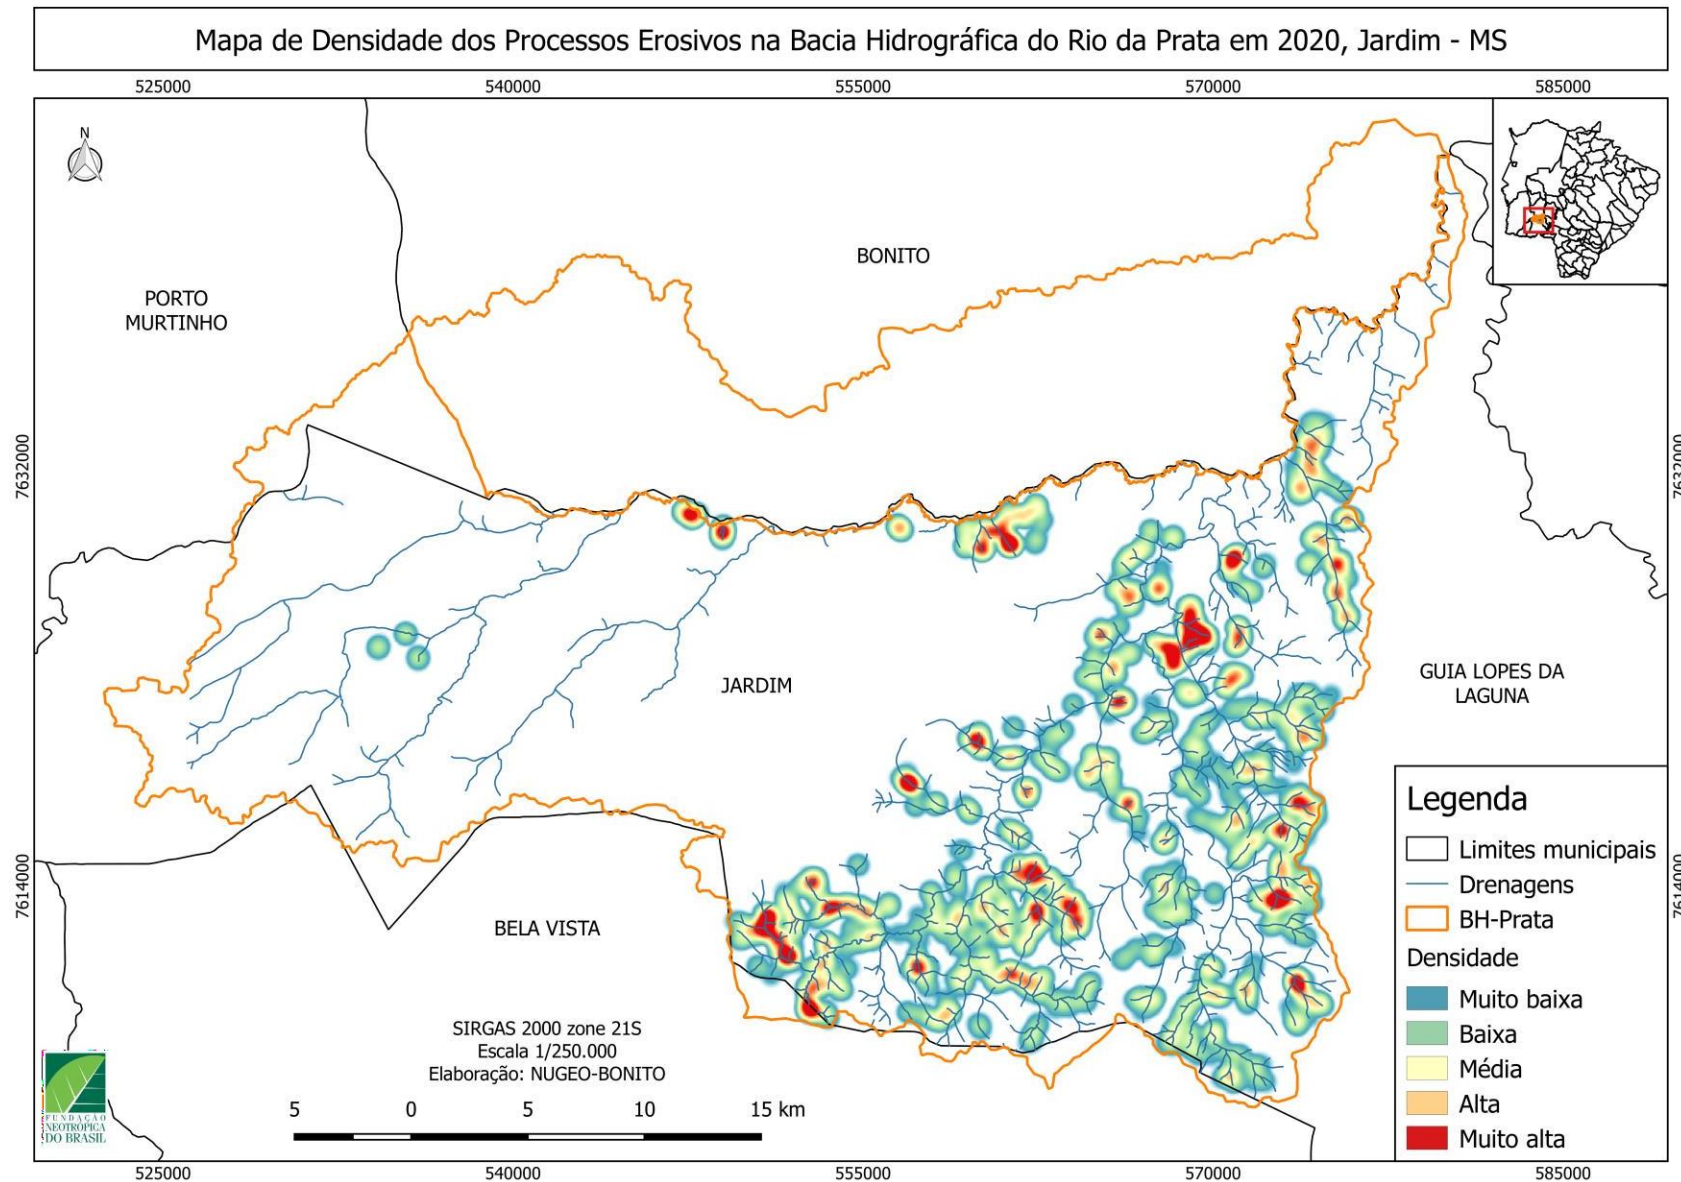 Mapa de Densidade dos Processos Erosivos na Bacia Hidrográfica do Rio da Prata em 2020, Jardim - MS
525000
540000
555000
570000
585000
N
BONITO
PORTO
MURTINHO
7632000
7632000
JARDIM
GUIA LOPES DA
LAGUNA
7614000
7614000
BELA VISTA
Legenda
Limites municipais
Drenagens
BH-Prata
Densidade
Muito baixa
Baixa
Média
Alta
Muito alta
SIRGAS 2000 zone 21S
Escala 1/250.000
Elaboração: NUGEO-BONITO
5
0
5
10
15 km
FUNDAÇÃO
NEOTRÓPICA
DO BRASIL
525000
540000
555000
570000
585000